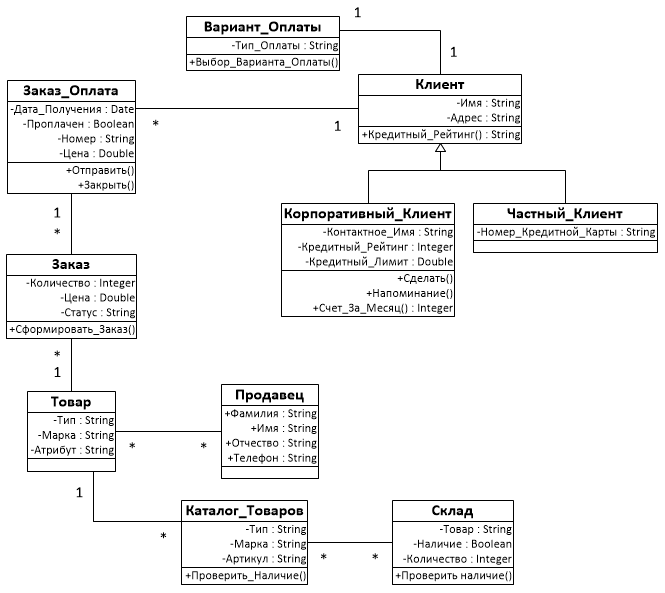 1
Вариант_Оплаты
-Тип_Оплаты : String
+Выбор_Варианта_Оплаты()
1
Клиент
-Имя : String
-Адрес : String
+Кредитный_Рейтинг() : String
Заказ_Оплата
-Дата_Получения : Date
-Проплачен : Boolean
-Номер : String
-Цена : Double
+Отправить()
+Закрыть()
*
1
1
*
Корпоративный_Клиент
-Контактное_Имя : String
-Кредитный_Рейтинг : Integer
-Кредитный_Лимит : Double
+Сделать()
+Напоминание()
+Счет_За_Месяц() : Integer
Частный_Клиент
-Номер_Кредитной_Карты : String
Заказ
-Количество : Integer
-Цена : Double
-Статус : String
+Сформировать_Заказ()
*
1
Товар
-Тип : String
-Марка : String
-Атрибут : String
*
*
Продавец
+Фамилия : String
+Имя : String
+Отчество : String
+Телефон : String
1
*
Каталог_Товаров
-Тип : String
-Марка : String
-Артикул : String
+Проверить_Наличие()
*
*
Склад
-Товар : String
-Наличие : Boolean
-Количество : Integer
+Проверить наличие()